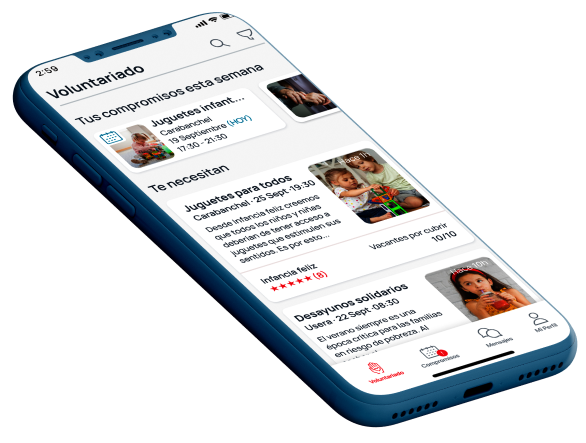 2:59
Voluntariado
Tus compromisos esta semana
Juguetes infant...
Carabanchel
19 Septiembre (HOY)
17:30 - 21:30
Te necesitan
Hace 1h
Juguetes para todos
Carabanchel · 25 Sept · 19:30
Desde infancia feliz creemos
que todos los niños y niñas
deberían de tener acceso a
juguetes que estimulen sus
sentidos. Es por esto...
Vacantes por cubrir
10/10
Infancia feliz
★★★★★ (8)
Hace 10h
Desayunos solidarios
Usera · 22 Sept · 08:30
El verano siempre es una
época crítica para las familias
en riesgo de pobreza. Al
Voluntariado
Compromisos
Mensajes
Mi Perfil